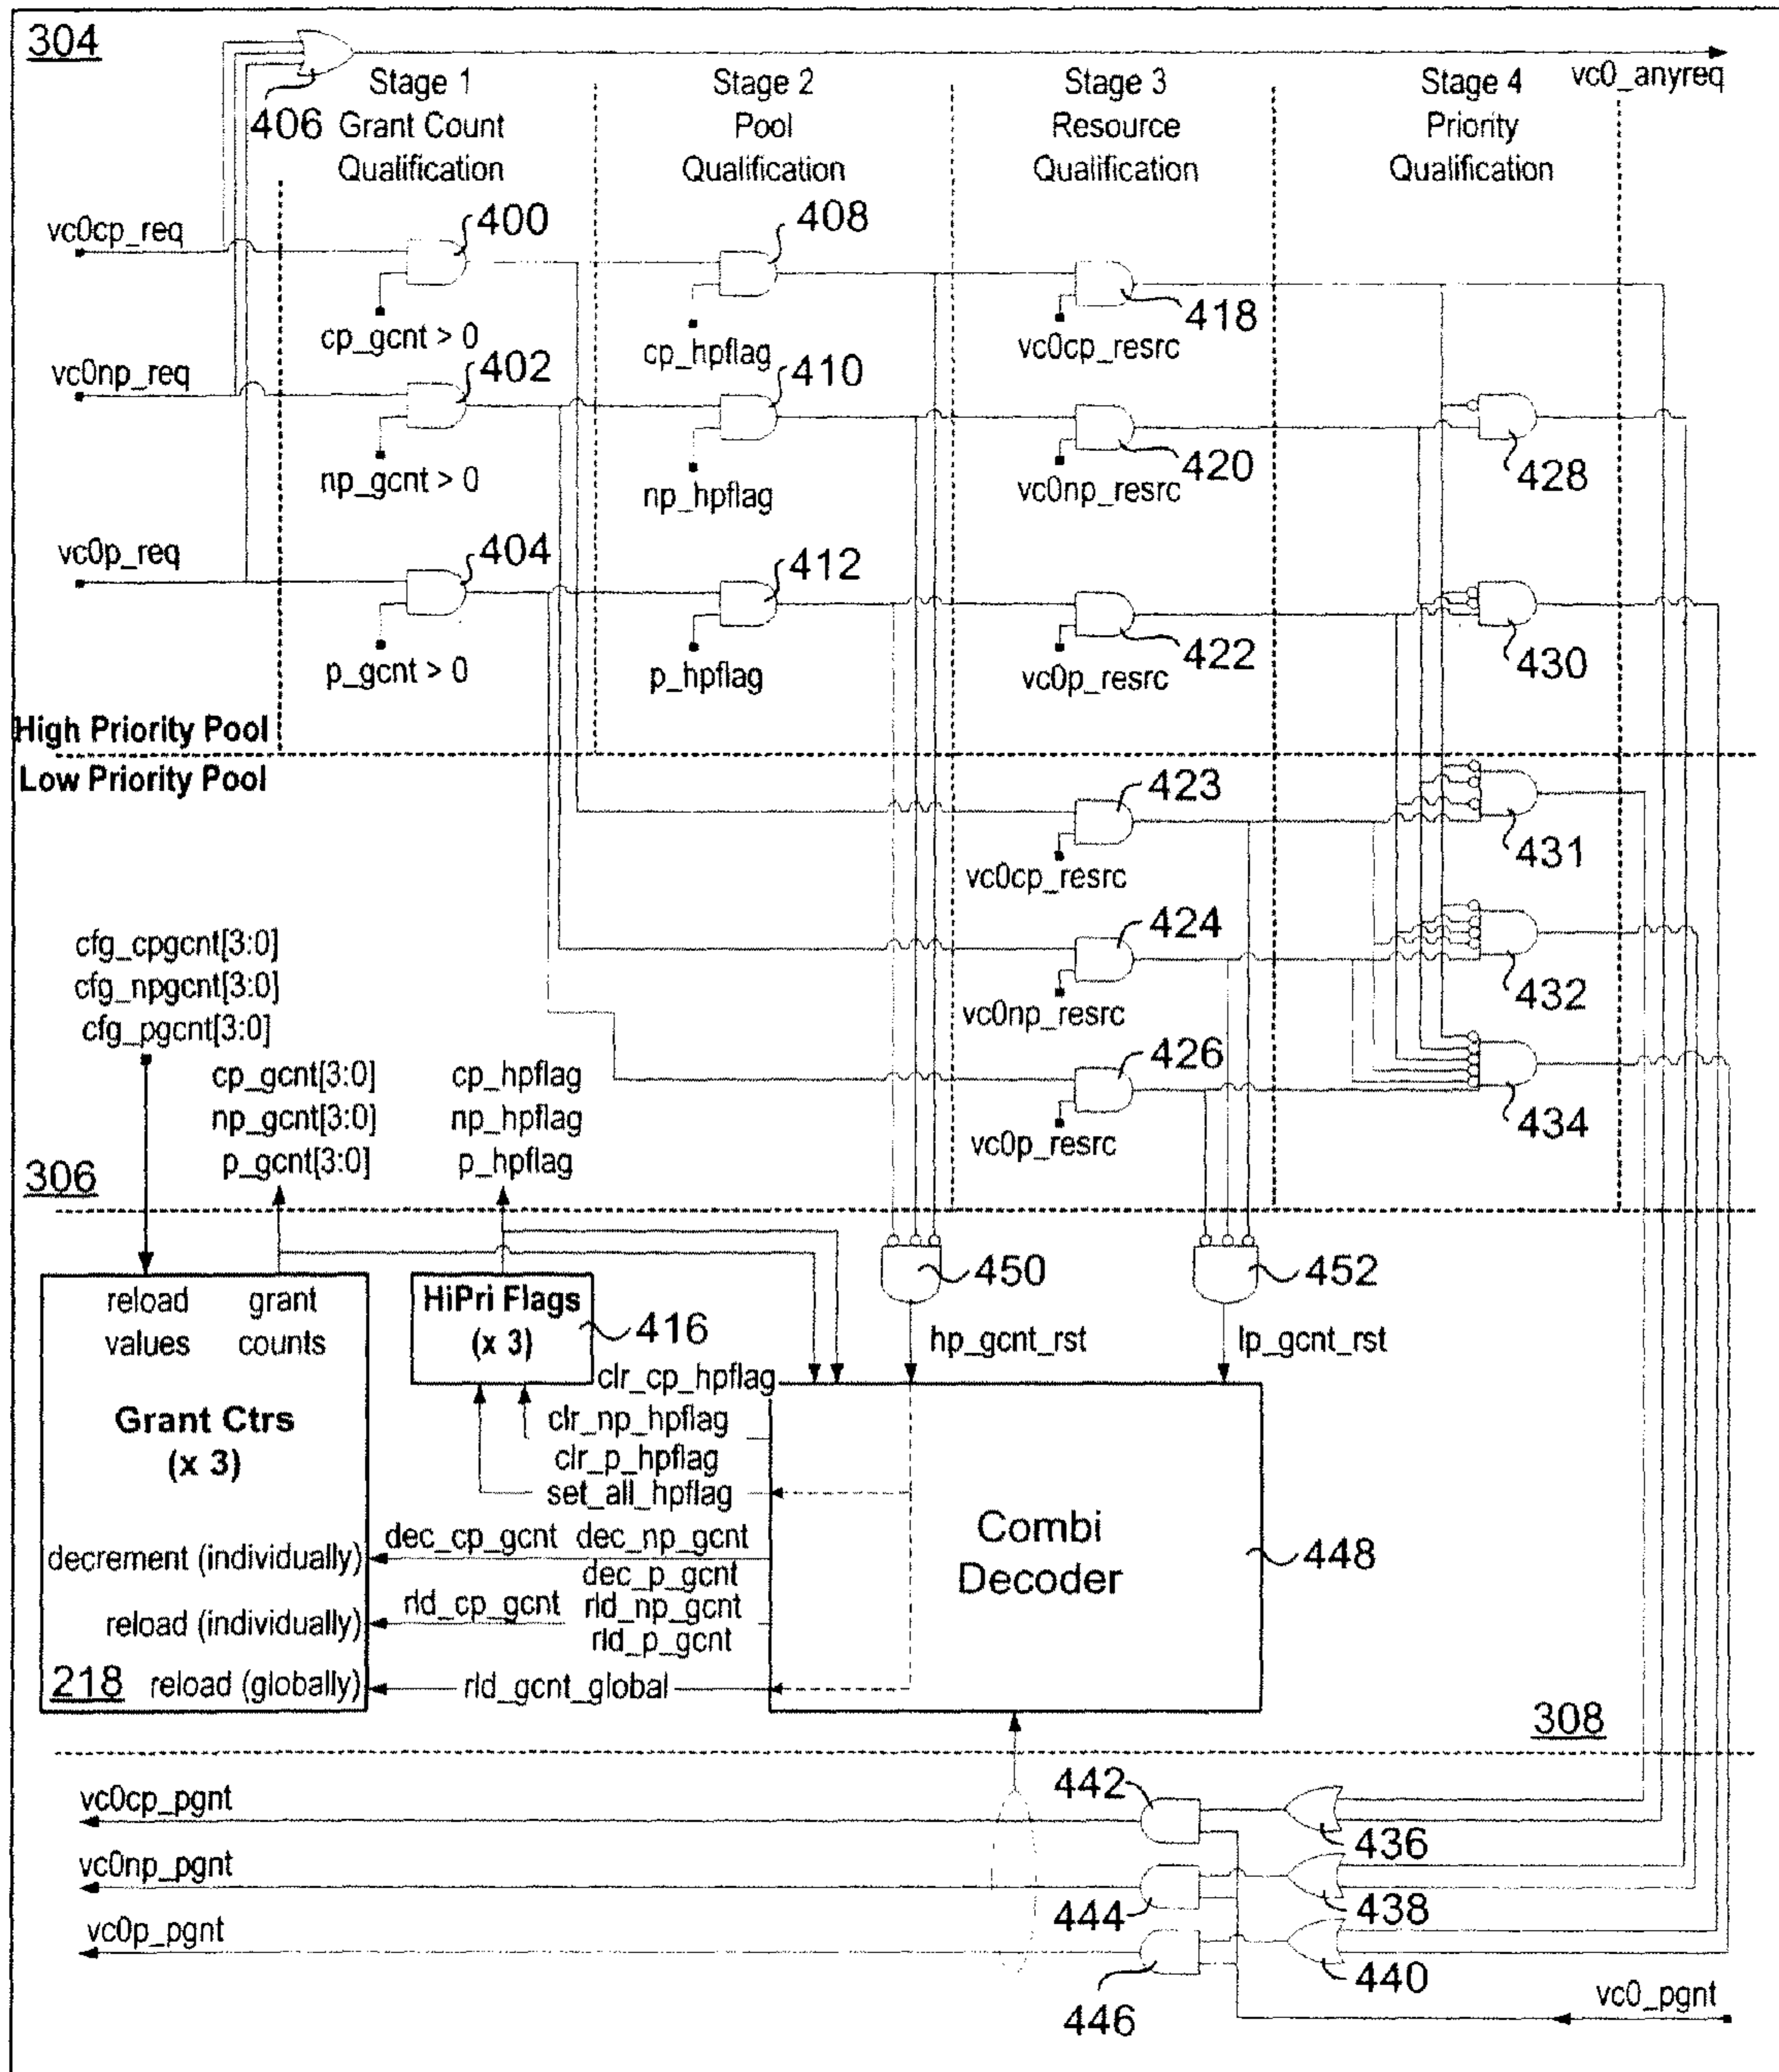 304
406
vc0_anyreq
Stage 1
Grant Count
Qualification
Stage 2
Pool
Qualification
Stage 3
Resource
Qualification
Stage 4
Priority
Qualification
vc0cp_req
400
408
418
cp_gcnt > 0
cp_hpflag
vc0cp_resrc
vc0np_req
402
410
420
428
np_gcnt > 0
np_hpflag
vc0np_resrc
vc0p_req
404
412
422
430
p_gcnt > 0
p_hpflag
vc0p_resrc
High Priority Pool
Low Priority Pool
423
431
vc0cp_resrc
424
432
vc0np_resrc
426
434
vc0p_resrc
cfg_cpgcnt[3:0]
cfg_npgcnt[3:0]
cfg_pgcnt[3:0]
cp_gcnt[3:0]
np_gcnt[3:0]
p_gcnt[3:0]
cp_hpflag
np_hpflag
p_hpflag
306
450
452
hp_gcnt_rst
lp_gcnt_rst
reload
values
grant
counts
Grant Ctrs
(x 3)
HiPri Flags
(x 3)
416
clr_cp_hpflag
clr_np_hpflag
clr_p_hpflag
set_all_hpflag
decrement (individually)
dec_cp_gcnt dec_np_gcnt
dec_p_gcnt
reload (individually)
rld_cp_gcnt rld_np_gcnt
rld_p_gcnt
218
reload (globally)
rld_gcnt_global
Combi
Decoder
448
308
vc0cp_pgnt
442
436
vc0np_pgnt
444
438
vc0p_pgnt
446
440
vc0_pgnt